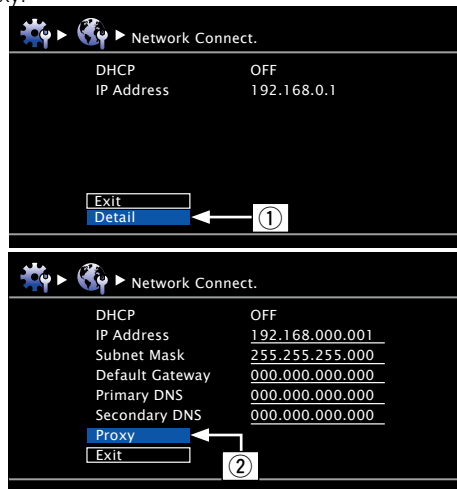 Network Connect.
DHCP OFF
IP Address 192.168.0.1
Exit
Detail
①
Network Connect.
DHCP OFF
IP Address 192.168.000.001
Subnet Mask 255.255.255.000
Default Gateway 000.000.000.000
Primary DNS 000.000.000.000
Secondary DNS 000.000.000.000
Proxy
Exit
②